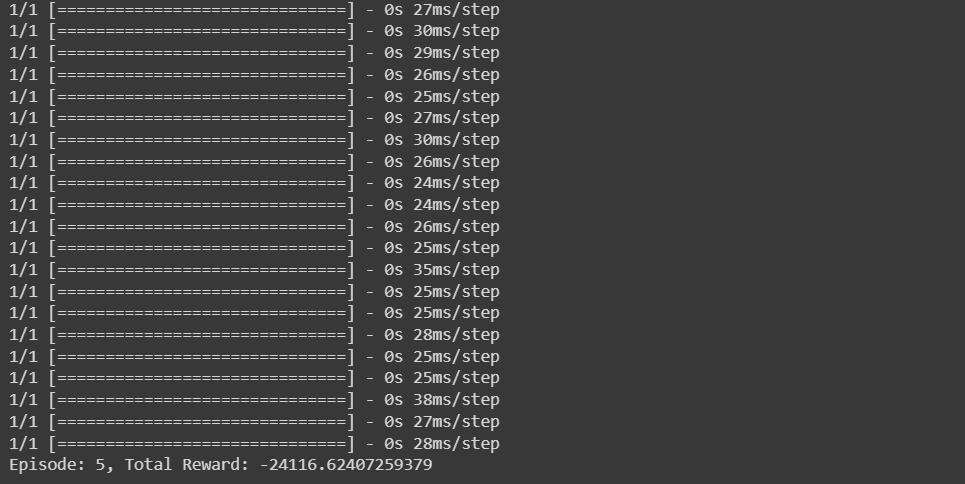 1/1 [==============================] - 0s 27ms/step
1/1 [==============================] - 0s 30ms/step
1/1 [==============================] - 0s 29ms/step
1/1 [==============================] - 0s 26ms/step
1/1 [==============================] - 0s 25ms/step
1/1 [==============================] - 0s 27ms/step
1/1 [==============================] - 0s 30ms/step
1/1 [==============================] - 0s 26ms/step
1/1 [==============================] - 0s 24ms/step
1/1 [==============================] - 0s 24ms/step
1/1 [==============================] - 0s 26ms/step
1/1 [==============================] - 0s 25ms/step
1/1 [==============================] - 0s 35ms/step
1/1 [==============================] - 0s 25ms/step
1/1 [==============================] - 0s 25ms/step
1/1 [==============================] - 0s 28ms/step
1/1 [==============================] - 0s 25ms/step
1/1 [==============================] - 0s 25ms/step
1/1 [==============================] - 0s 38ms/step
1/1 [==============================] - 0s 27ms/step
1/1 [==============================] - 0s 28ms/step
Episode: 5, Total Reward: -24116.62407259379